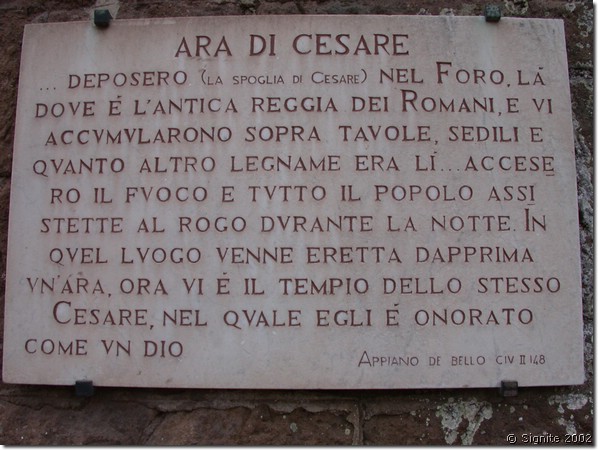 ARA DI CESARE
... DEPOSERO (LA SPOGLIA DI CESARE) NEL FORO, LÁ
DOVE É L'ANTICA REGGIA DEI ROMANI, E VI
ACCVMVLARONO SOPRA TAVOLE, SEDILI E
QVANTO ALTRO LEGNAME ERA LÍ...ACCESE
RO IL FVOCO E TVTTO IL POPOLO ASSI
STETTE AL ROGO DVRANTE LA NOTTE. IN
QVEL LVOGO VENNE ERETTA DAPPRIMA
VN'ARA, ORA VI É IL TEMPIO DELLO STESSO
CESARE, NEL QVALE EGLI É ONORATO
COME VN DIO
APPIANO DE BELLO CIV II 148
© Signite 2002